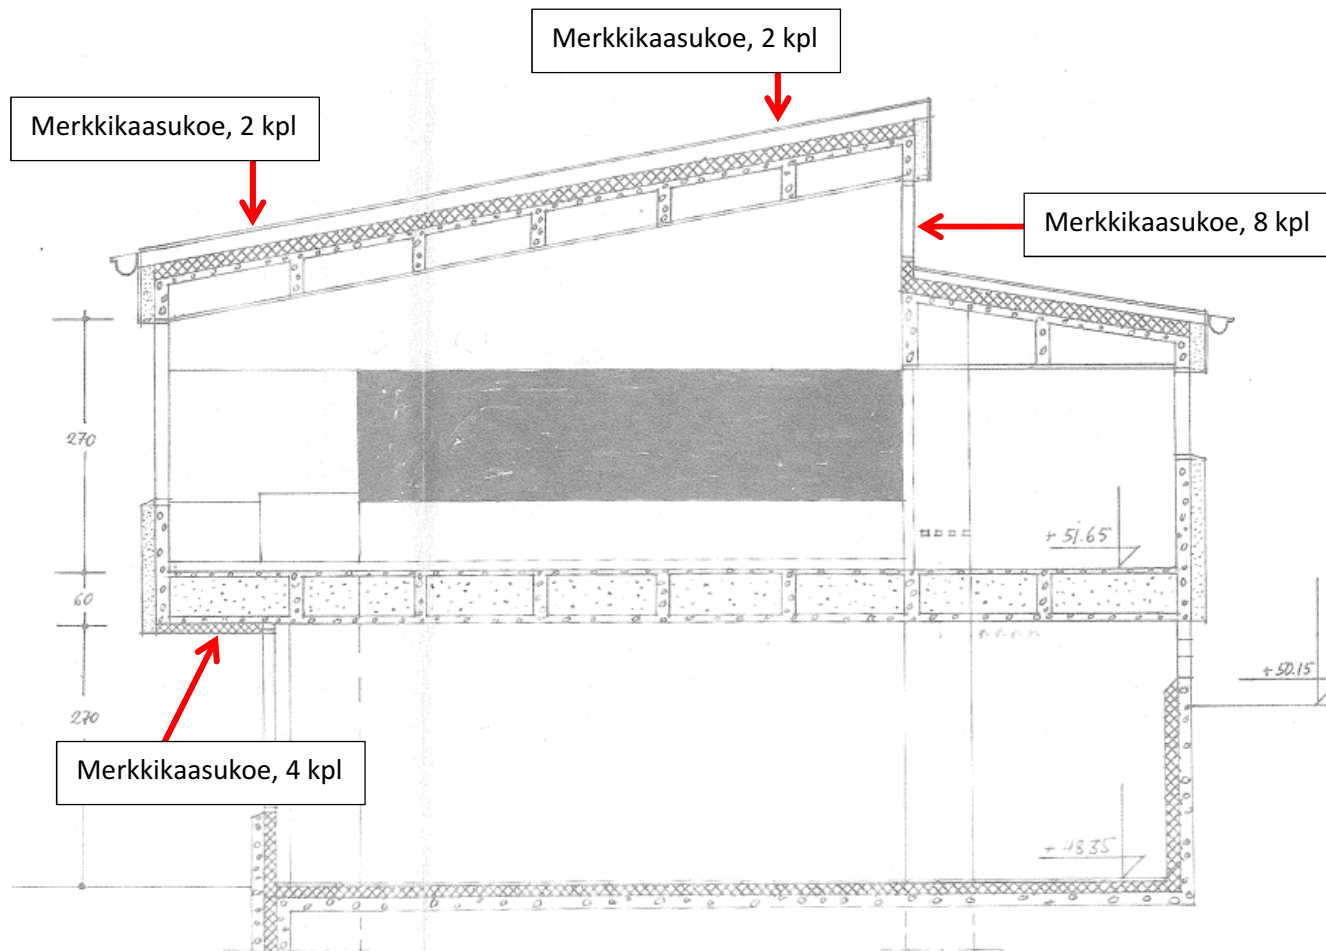 Merkkikaasukoe, 2 kpl
Merkkikaasukoe, 2 kpl
Merkkikaasukoe, 8 kpl
270
+ 51.65
60
+ 50.15
270
Merkkikaasukoe, 4 kpl
+ 48.35